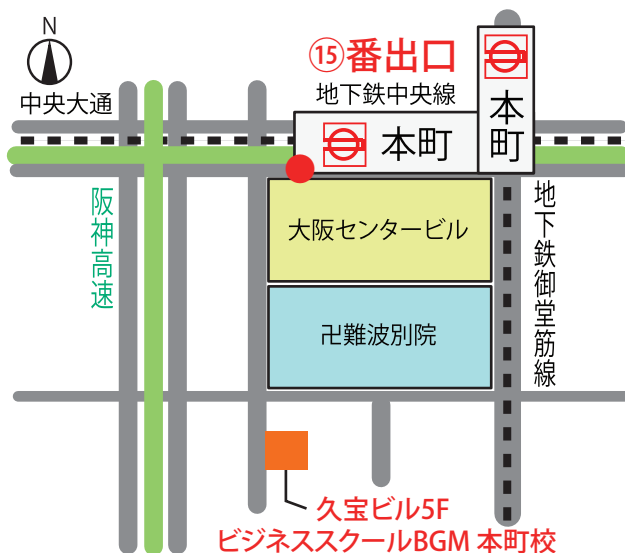 N
⑮番出口
中央大通
地下鉄中央線
本町
本町
阪神高速
大阪センタービル
地下鉄御堂筋線
卍難波別院
久宝ビル5F
ビジネススクールBGM 本町校